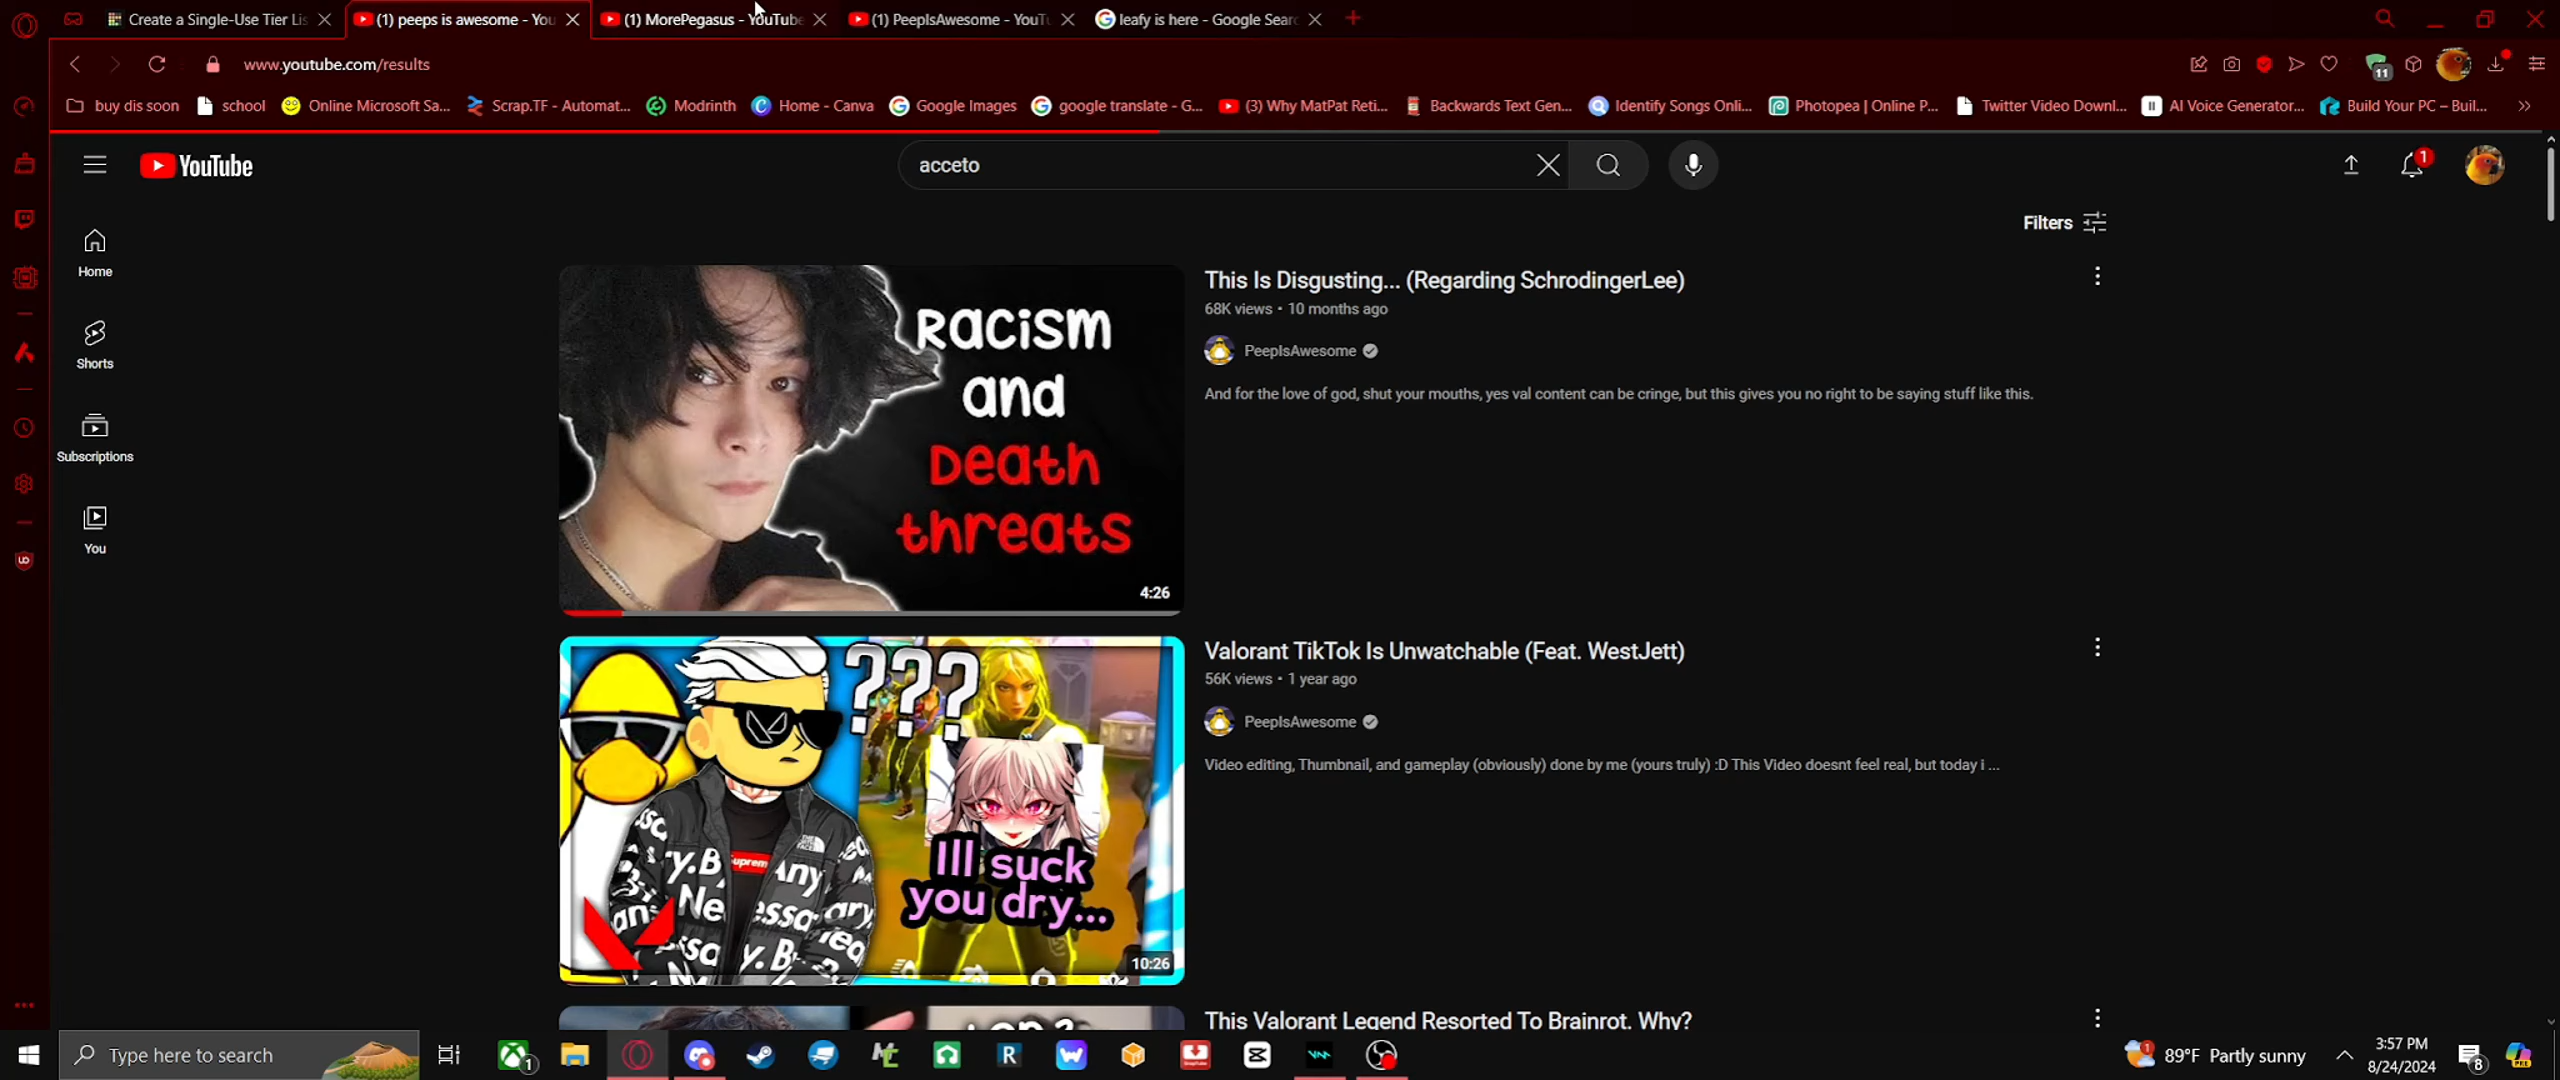 Create a Single-Use Tier Lis
(1) peeps is awesome - You
(1) MorePegasus - YouTube
(1) PeepIsAwesome - YouTu
leafy is here - Google Sear
www.youtube.com/results
11
buy dis soon
school
Online Microsoft Sa...
Scrap.TF - Automat...
Modrinth
Home - Canva
Google Images
google translate - G...
(3) Why MatPat Reti...
Backwards Text Gen...
Identify Songs Onli...
Photopea | Online P...
Twitter Video Downl...
AI Voice Generator...
Build Your PC – Buil...
YouTube
acceto
1
Filters
Home
Shorts
Subscriptions
You
Racism
and
Death
threats
4:26
This Is Disgusting... (Regarding SchrodingerLee)
68K views • 10 months ago
PeepIsAwesome
And for the love of god, shut your mouths, yes val content can be cringe, but this gives you no right to be saying stuff like this.
???
Ill suck
you dry...
10:26
Valorant TikTok Is Unwatchable (Feat. WestJett)
56K views • 1 year ago
PeepIsAwesome
Video editing, Thumbnail, and gameplay (obviously) done by me (yours truly) :D This Video doesnt feel real, but today i ...
This Valorant Legend Resorted To Brainrot. Why?
Type here to search
1
R
89°F Partly sunny
3:57 PM
8/24/2024
8